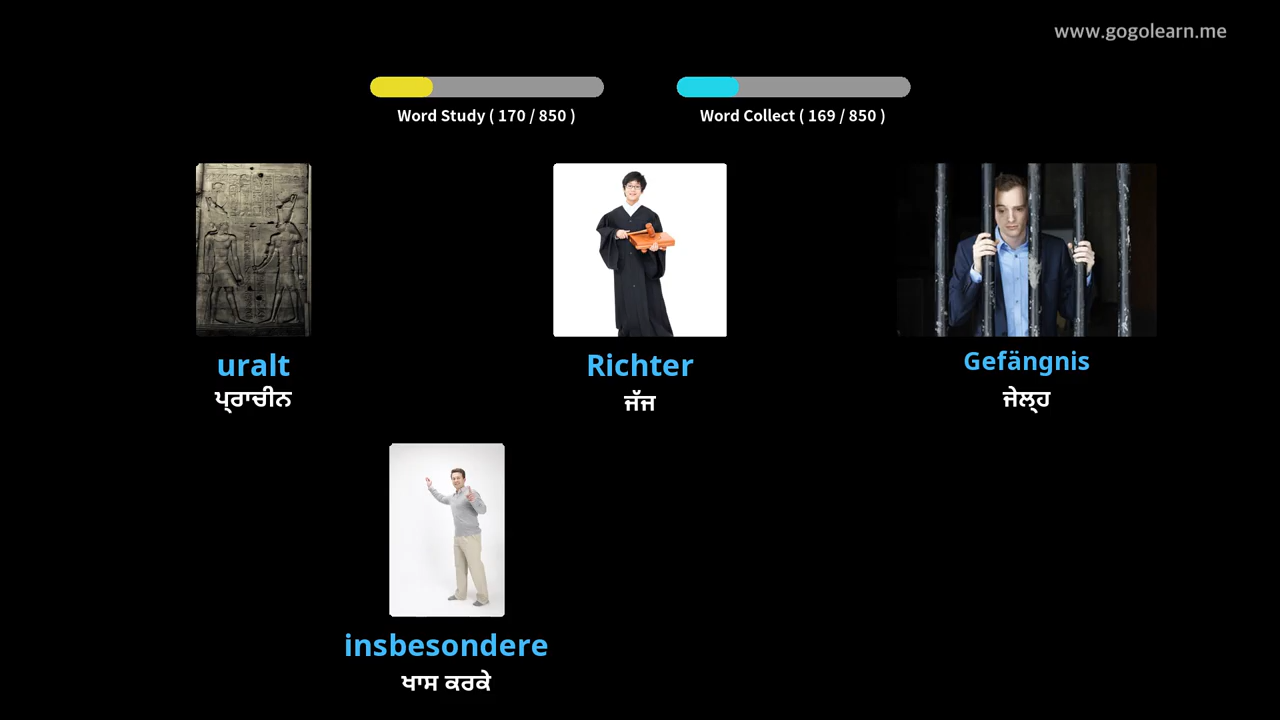 www.gogolearn.me
Word Study ( 170 / 850 )
Word Collect ( 169 / 850 )
uralt
ਪ੍ਰਾਚੀਨ
Richter
ਜੱਜ
Gefängnis
ਜੇਲ੍ਹ
insbesondere
ਖਾਸ ਕਰਕੇ